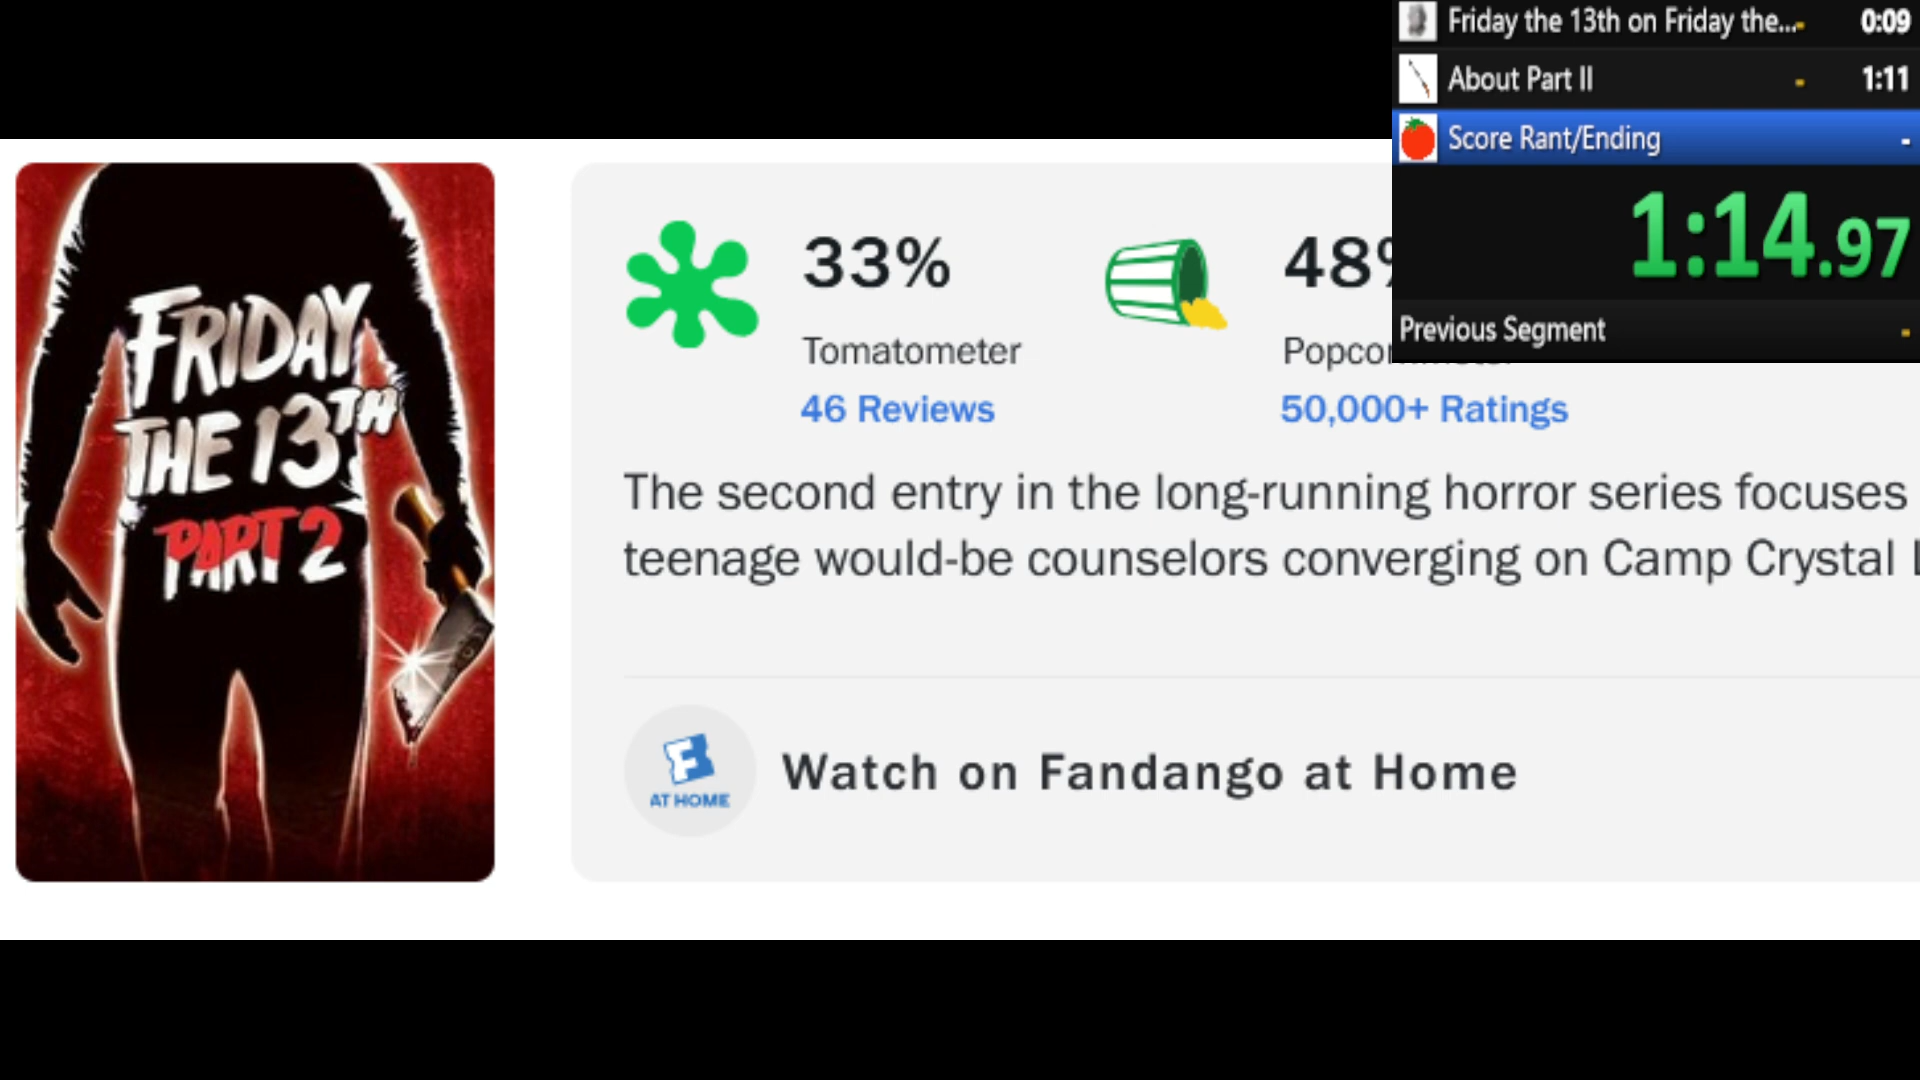 Friday the 13th on Friday the... - 0:09
About Part II - 1:11
Score Rant/Ending -
1:14.97
Previous Segment -
FRIDAY
THE 13TH
PART 2
33%
Tomatometer
46 Reviews
48%
50,000+ Ratings
The second entry in the long-running horror series focuses
teenage would-be counselors converging on Camp Crystal L
F
AT HOME
Watch on Fandango at Home